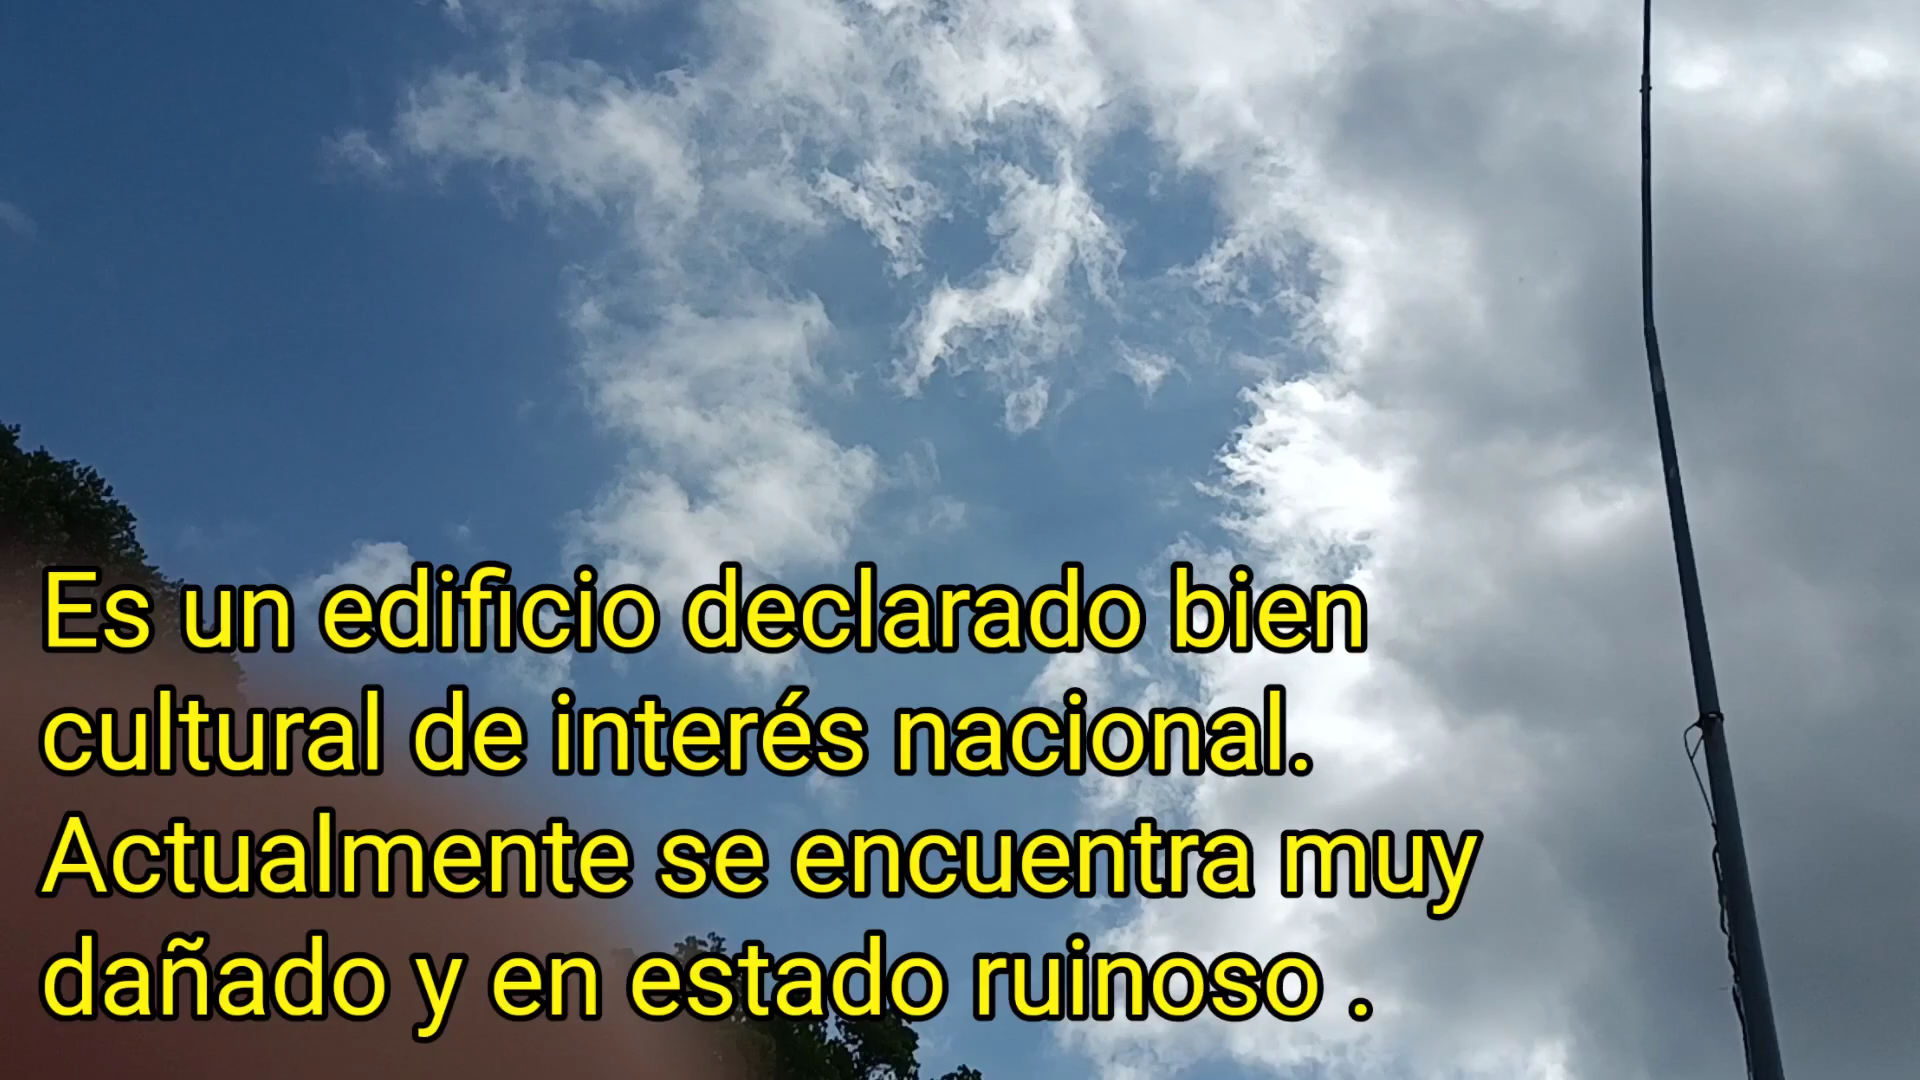 Es un edificio declarado bien
cultural de interés nacional.
Actualmente se encuentra muy
dañado y en estado ruinoso .